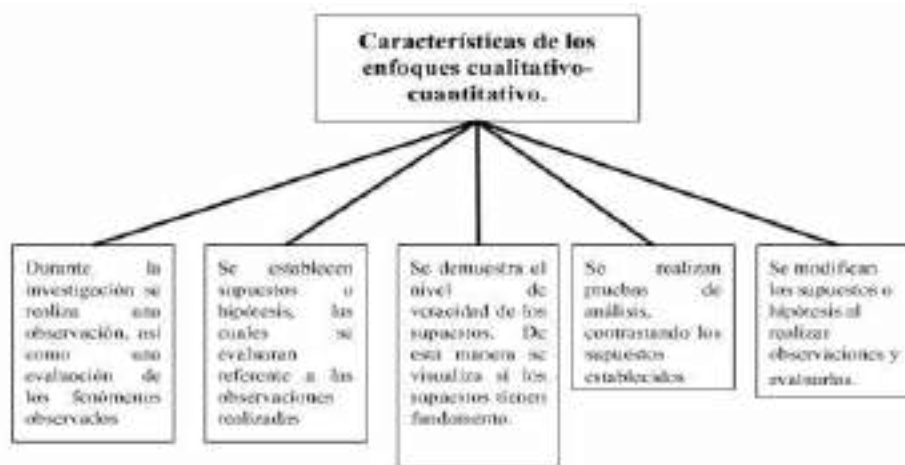 Características de los
enfoques cualitativo-
cuantitativo.
Durante la
investigación se
realiza una
observación, así
como una
evaluación de
los fenómenos
observados
Se establecen
supuestos o
hipótesis, las
cuales se
evaluaran
referente a las
observaciones
realizadas
Se demuestra el
nivel de
veracidad de los
supuestos. De
esta manera se
visualiza si los
supuestos tienen
fundamento.
Se realizan
pruebas de
análisis,
contrastando los
supuestos
establecidos
Se modifican
los supuestos o
hipótesis al
realizar
observaciones y
evaluarlas.